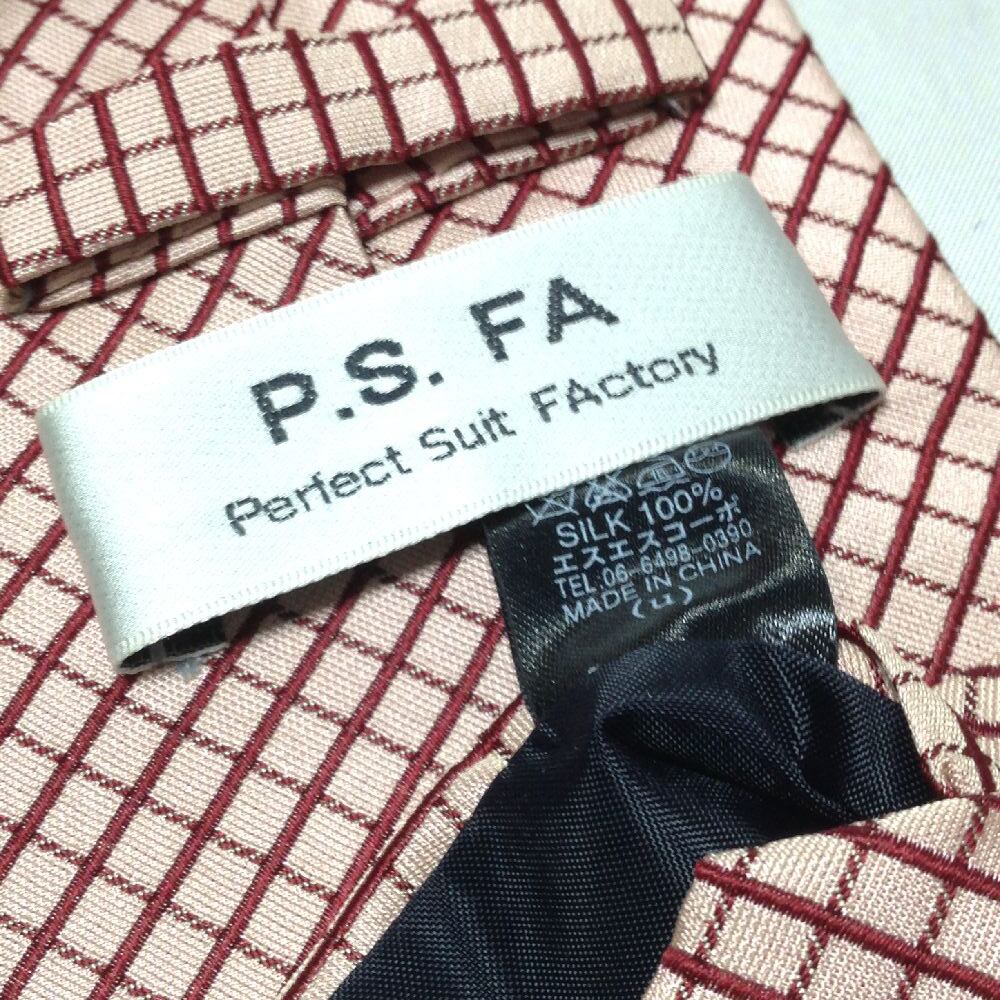 P.S. FA
Perfect Suit FActory
SILK 100%
エスエスコーポ
TEL.06-6498-0390
MADE IN CHINA